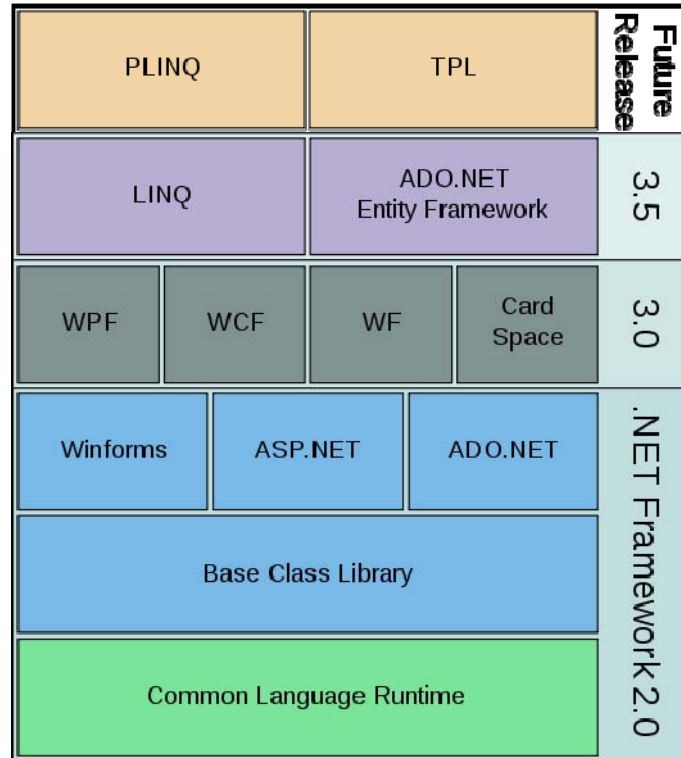 PLINQ
TPL
Future
Release
LINQ
ADO.NET
Entity Framework
3.5
WPF
WCF
WF
Card
Space
3.0
Winforms
ASP.NET
ADO.NET
Base Class Library
Common Language Runtime
.NET Framework 2.0